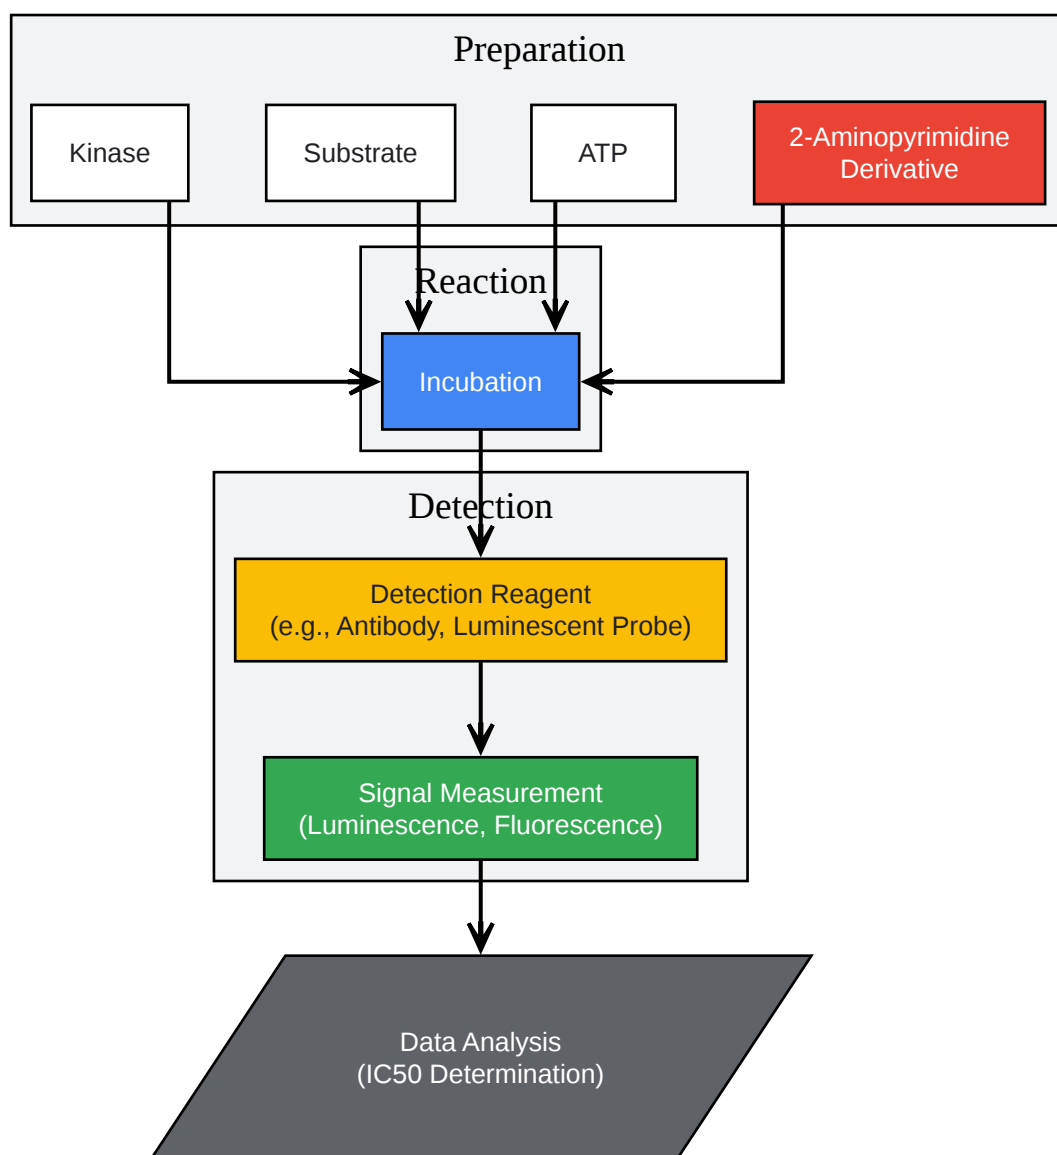 Preparation
Kinase
Substrate
ATP
2-Aminopyrimidine
Derivative
Reaction
Incubation
Detection
Detection Reagent
(e.g., Antibody, Luminescent Probe)
Signal Measurement
(Luminescence, Fluorescence)
Data Analysis
(IC50 Determination)